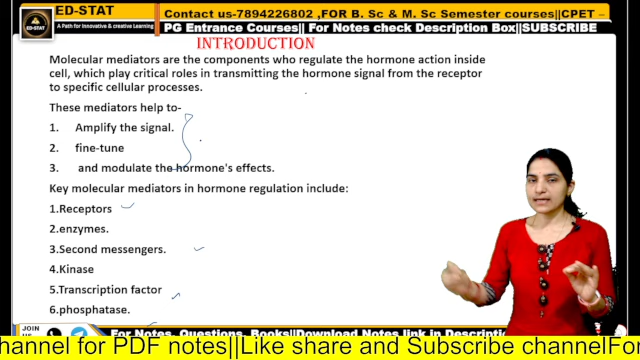 ED-STAT
A Path for Innovative & creative Learning
Contact us-7894226802 ,FOR B. Sc & M. Sc Semester courses||CPET –
PG Entrance Courses|| For Notes check Description Box||SUBSCRIBE
INTRODUCTION
Molecular mediators are the components who regulate the hormone action inside
cell, which play critical roles in transmitting the hormone signal from the receptor
to specific cellular processes.
These mediators help to-
1. Amplify the signal.
2. fine-tune
3. and modulate the hormone's effects.
Key molecular mediators in hormone regulation include:
1.Receptors
2.enzymes.
3.Second messengers.
4.Kinase
5.Transcription factor
6.phosphatase.
JOIN
US
For Notes, Questions, Books||Download Notes link in Descripti
hannel for PDF notes||Like share and Subscribe channelFo